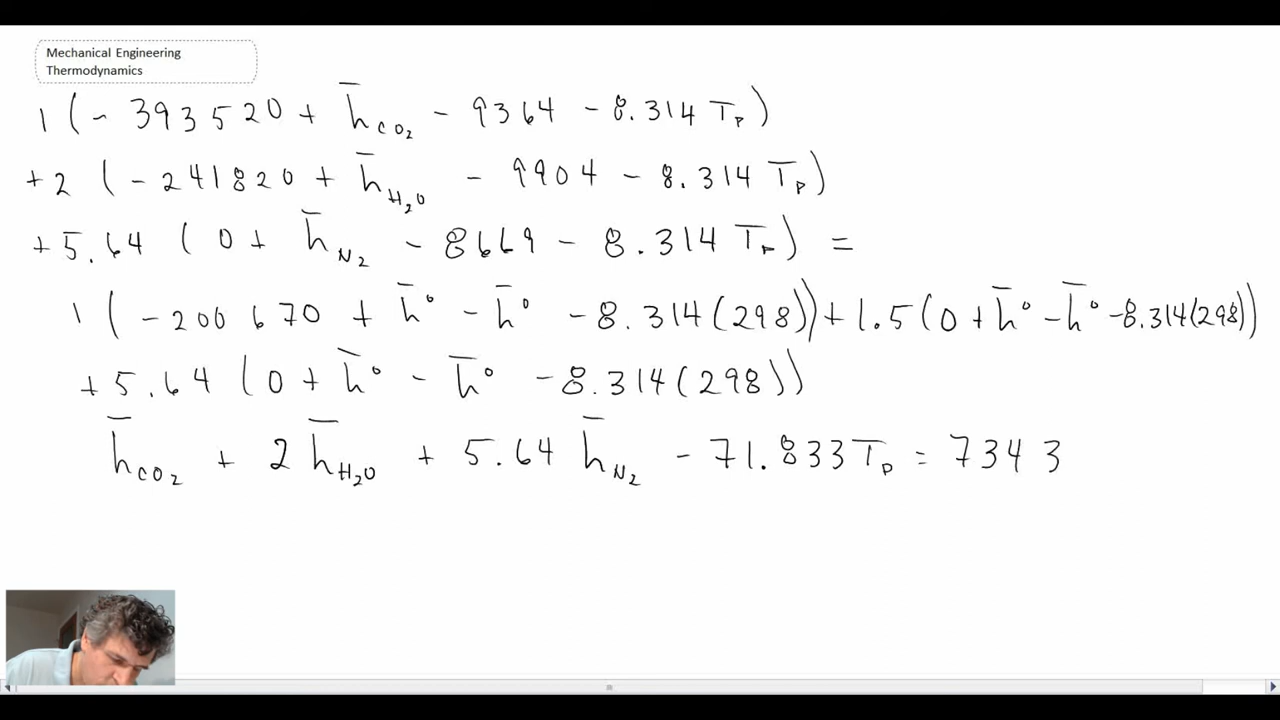 Mechanical Engineering
Thermodynamics
1 ( - 393520 + h̄ CO₂ - 9364 - 8.314 Tₚ )
+ 2 ( - 241820 + h̄ H₂O - 9904 - 8.314 Tₚ )
+ 5.64 ( 0 + h̄ N₂ - 8669 - 8.314 Tₚ ) =
1 ( - 200670 + h̄° - h̄° - 8.314(298)) + 1.5 ( 0 + h̄° - h̄° - 8.314(298))
+ 5.64 ( 0 + h̄° - h̄° - 8.314(298))
h̄ CO₂ + 2 h̄ H₂O + 5.64 h̄ N₂ - 71.833 Tₚ = 7343